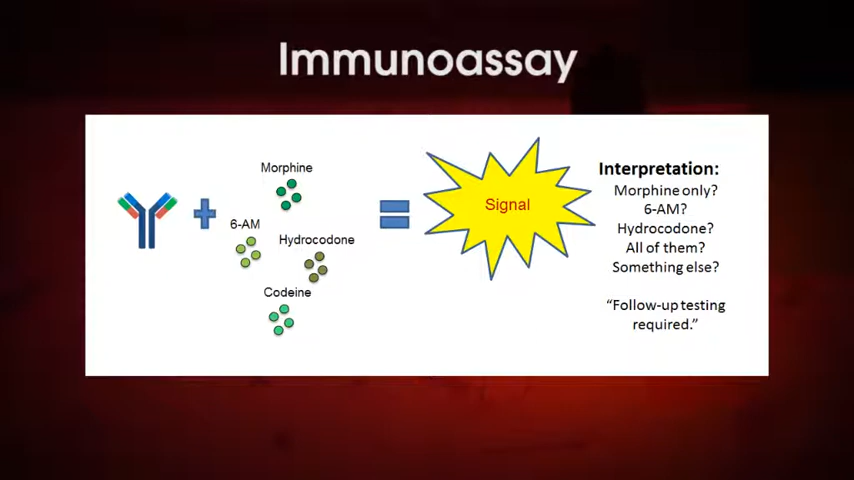 Immunoassay
Morphine
6-AM
Hydrocodone
Codeine
Signal
Interpretation:
Morphine only?
6-AM?
Hydrocodone?
All of them?
Something else?
“Follow-up testing
required.”